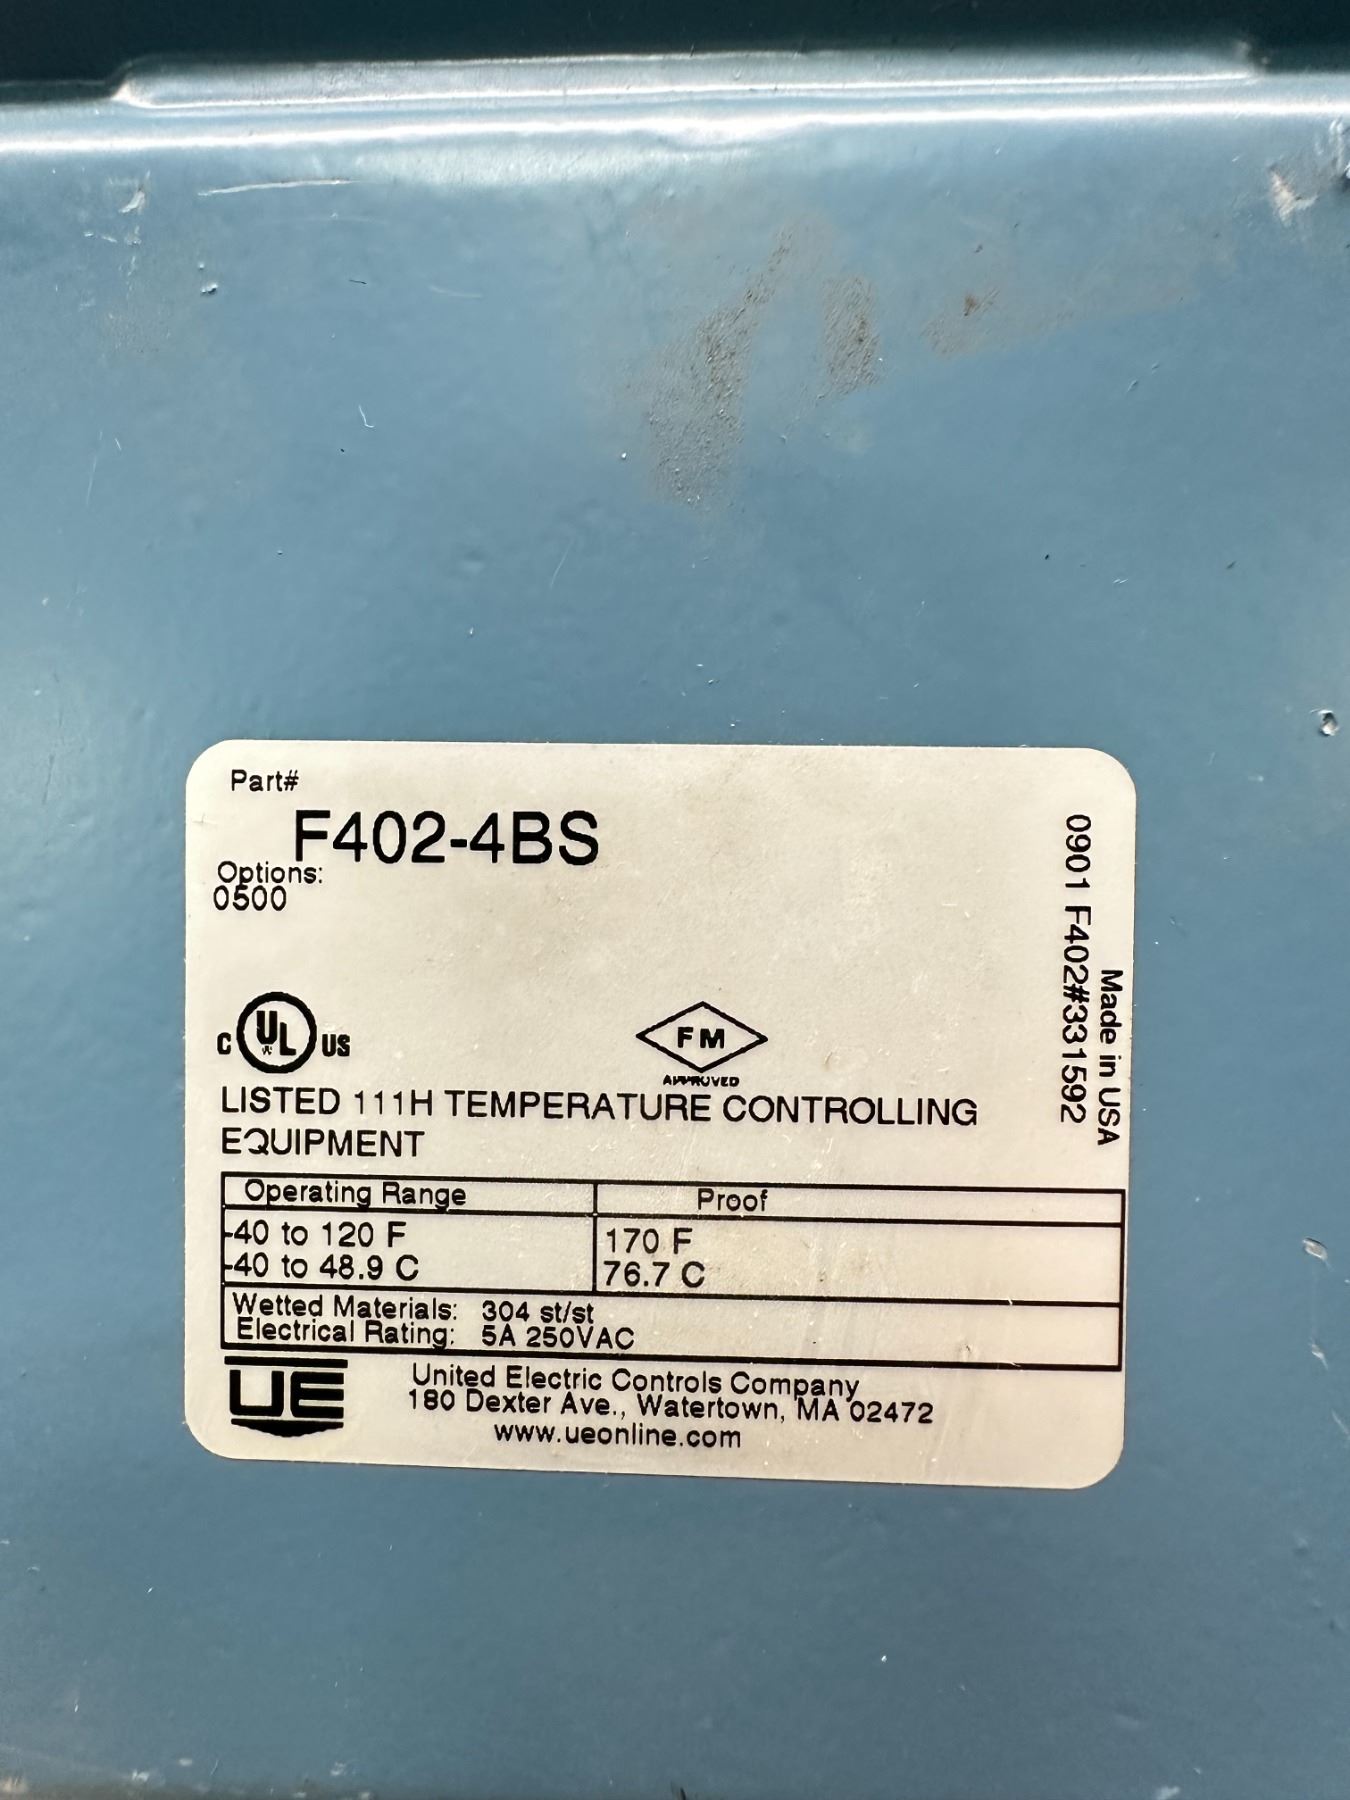 Part#
F402-4BS
Options:
0500
C UL US
FM
APPROVED
LISTED 111H TEMPERATURE CONTROLLING
EQUIPMENT
Operating Range Proof
-40 to 120 F 170 F
-40 to 48.9 C 76.7 C
Wetted Materials: 304 st/st
Electrical Rating: 5A 250VAC
UE
United Electric Controls Company
180 Dexter Ave., Watertown, MA 02472
www.ueonline.com
Made in USA
0901 F402#331592